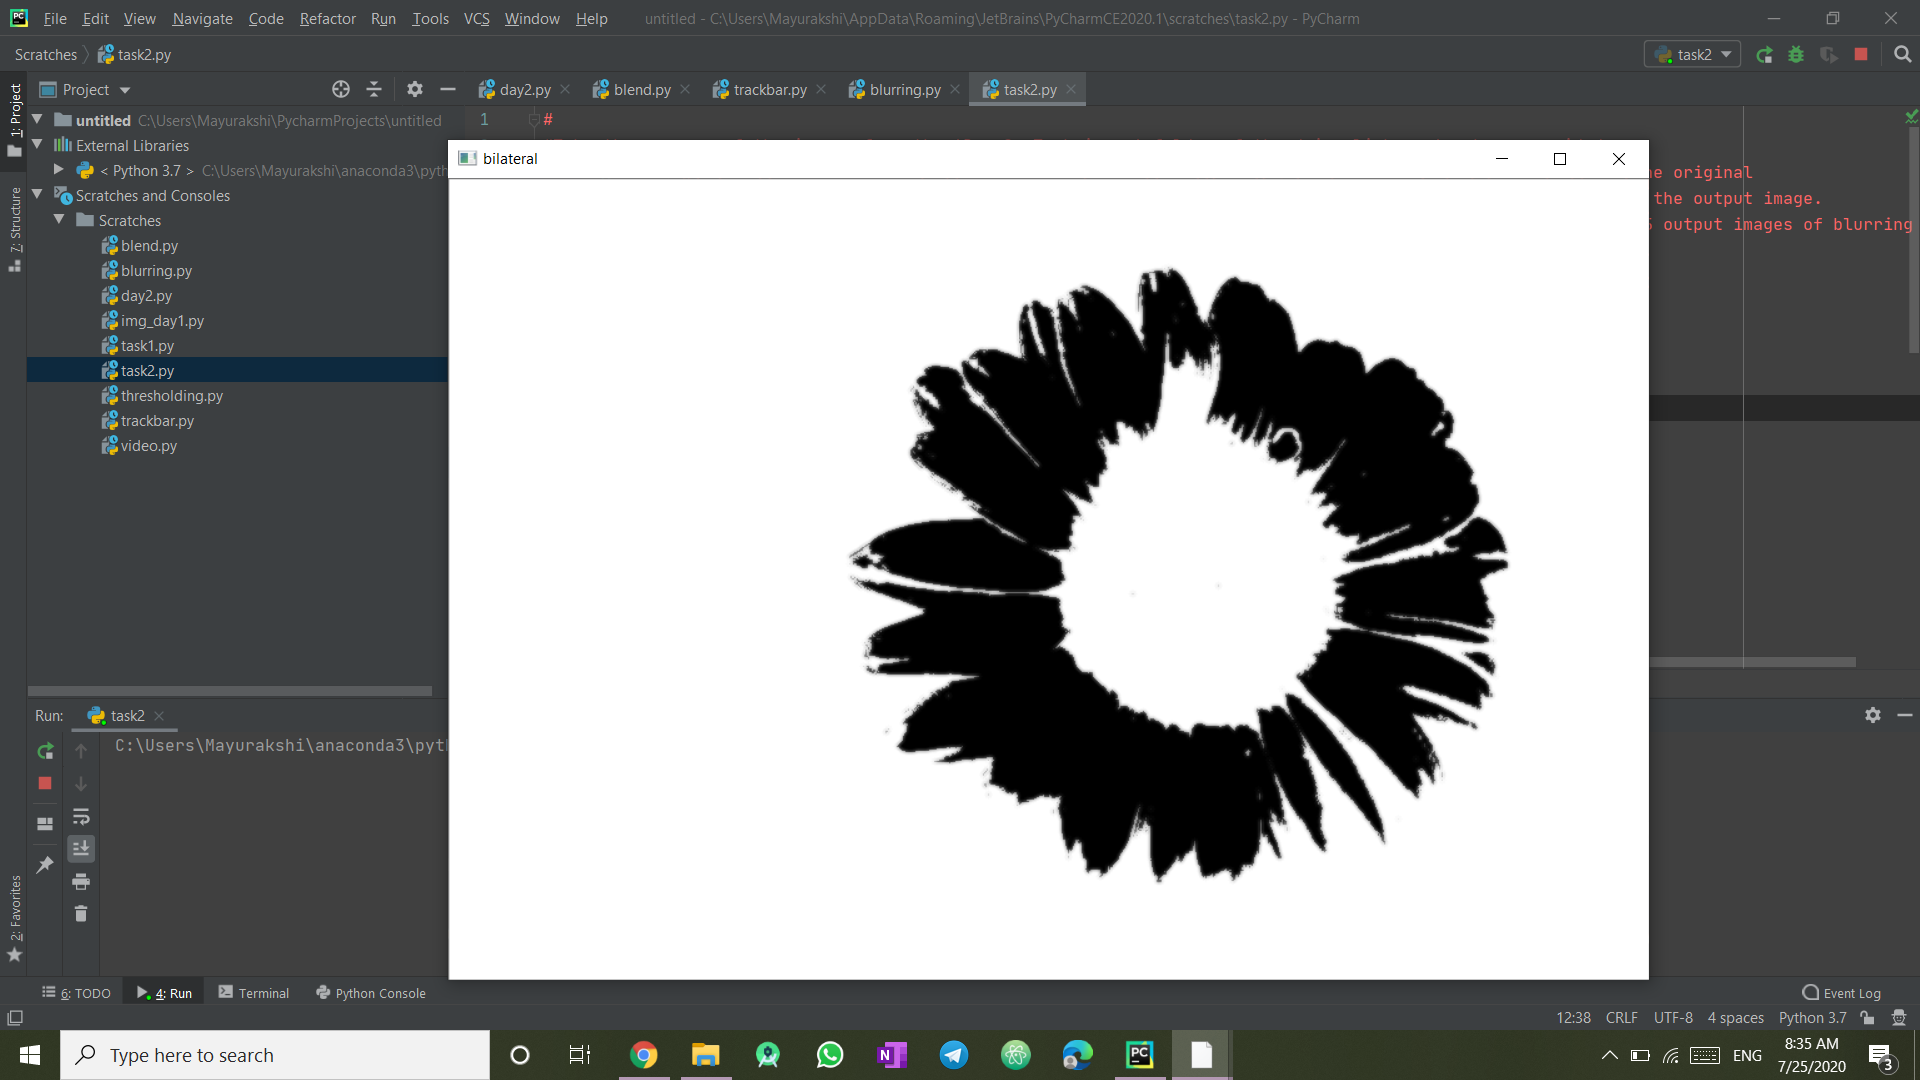 File Edit View Navigate Code Refactor Run Tools VCS Window Help untitled - C:\Users\Mayurakshi\AppData\Roaming\JetBrains\PyCharmCE2020.1\scratches\task2.py - PyCharm
Scratches task2.py task2
Project day2.py blend.py trackbar.py blurring.py task2.py
1: Project
untitled C:\Users\Mayurakshi\PycharmProjects\untitled 1 #
External Libraries
bilateral
< Python 3.7 > C:\Users\Mayurakshi\anaconda3\pyth
original
Scratches and Consoles
the output image.
7: Structure
Scratches
output images of blurring
blend.py
blurring.py
day2.py
img_day1.py
task1.py
task2.py
thresholding.py
trackbar.py
video.py
Run: task2
C:\Users\Mayurakshi\anaconda3\pyt
2: Favorites
6: TODO 4: Run Terminal Python Console Event Log
12:38 CRLF UTF-8 4 spaces Python 3.7
Type here to search
ENG
8:35 AM
7/25/2020
3